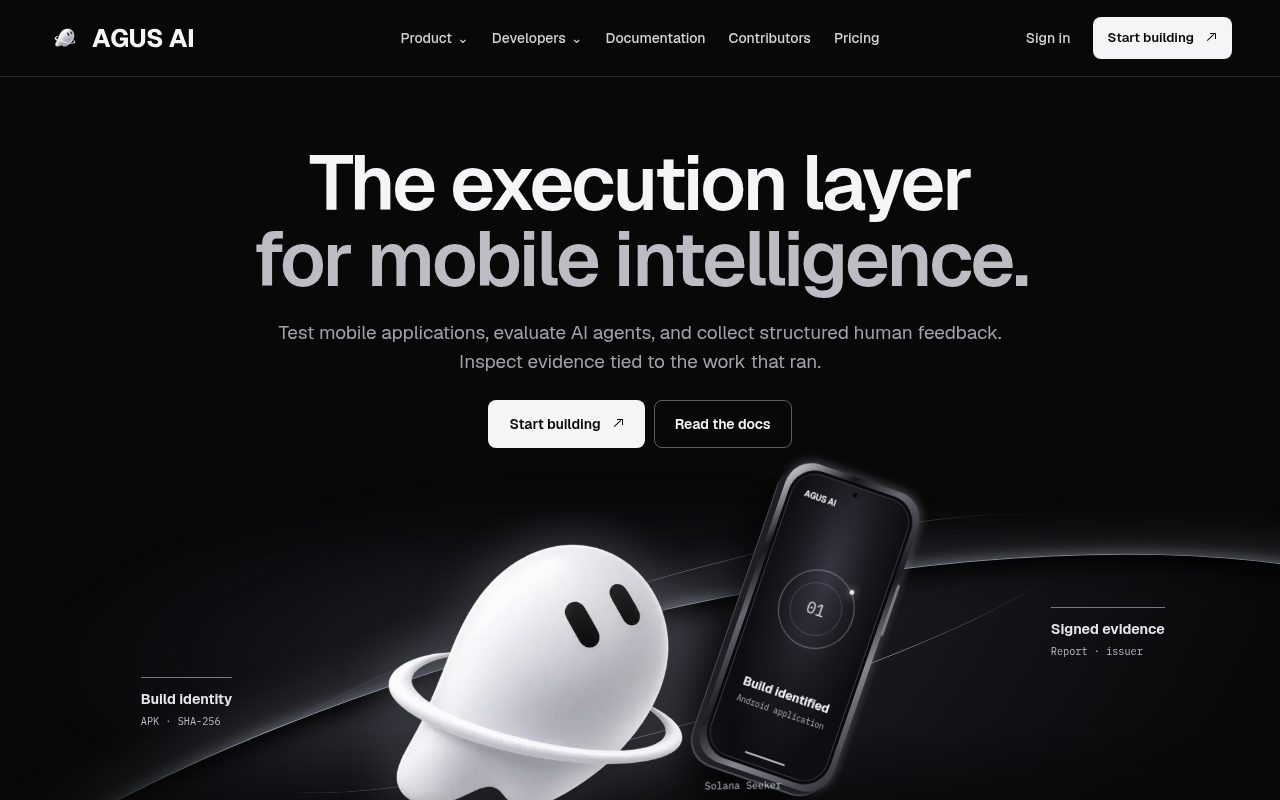 AGUS AI
Product
Developers
Documentation
Contributors
Pricing
Sign in
Start building
The execution layer
for mobile intelligence.
Test mobile applications, evaluate AI agents, and collect structured human feedback.
Inspect evidence tied to the work that ran.
Start building
Read the docs
AGUS AI
01
Build identified
Android application
Solana Seeker
Signed evidence
Report · issuer
Build identity
APK · SHA-256